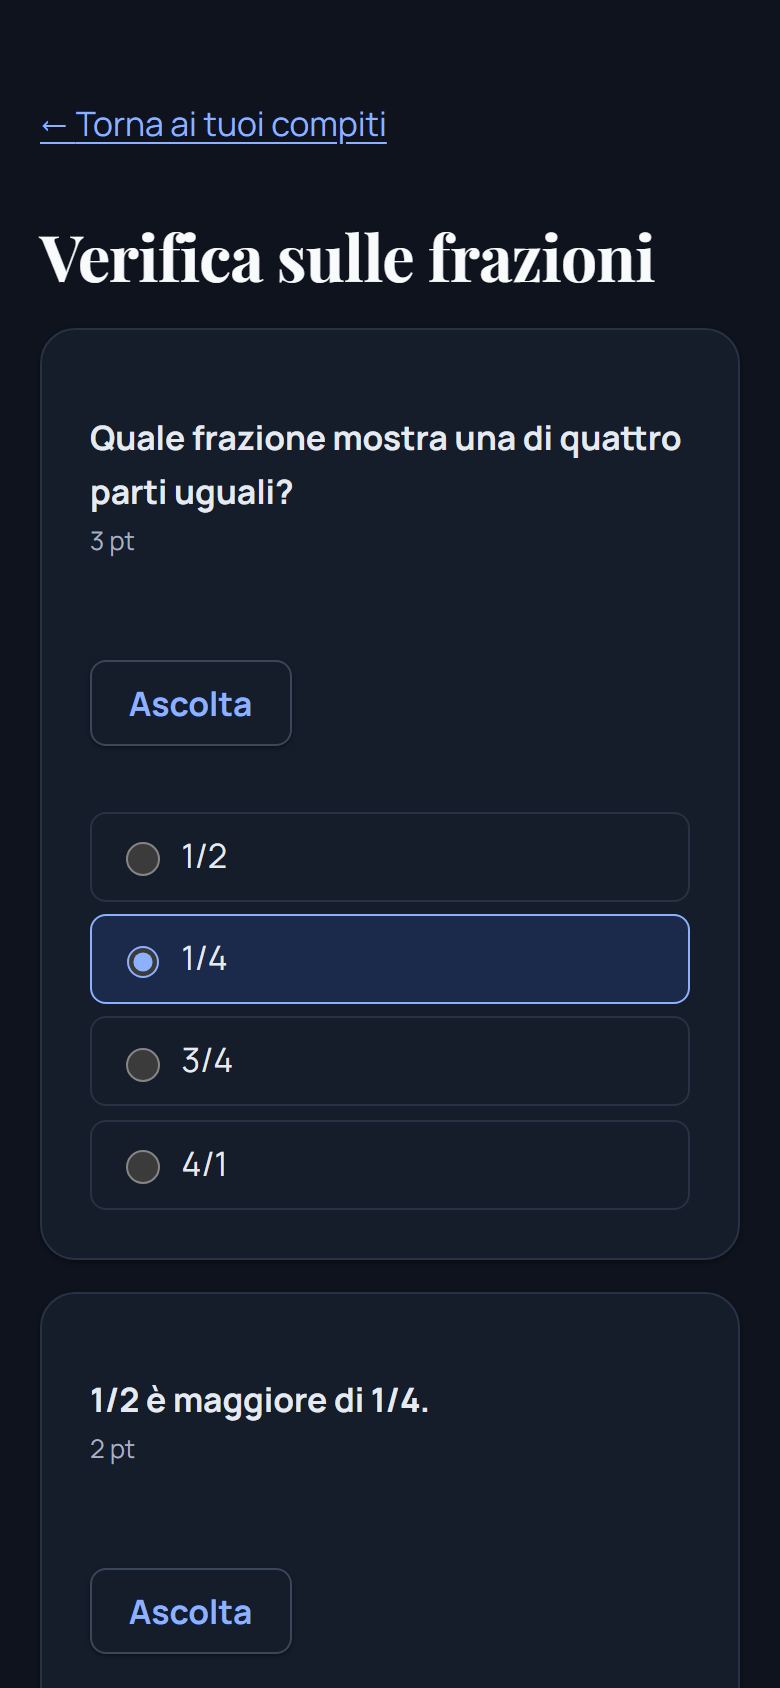 ← Torna ai tuoi compiti
Verifica sulle frazioni
Quale frazione mostra una di quattro
parti uguali?
3 pt
Ascolta
1/2
1/4
3/4
4/1
1/2 è maggiore di 1/4.
2 pt
Ascolta